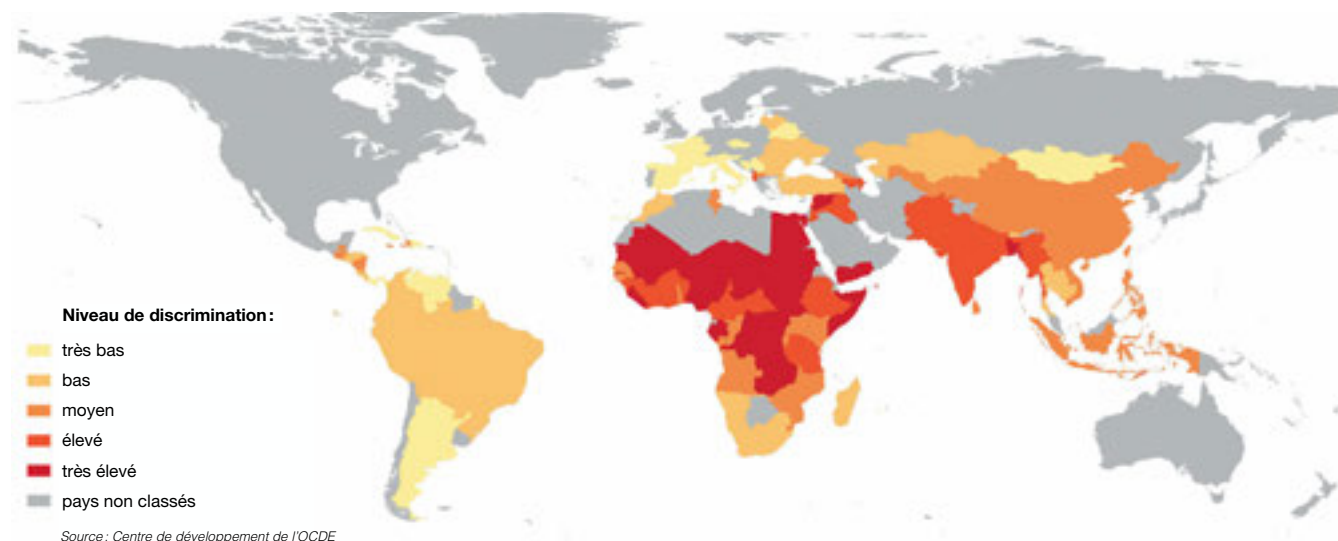 Niveau de discrimination :
très bas
bas
moyen
élevé
très élevé
pays non classés
Source : Centre de développement de l'OCDE